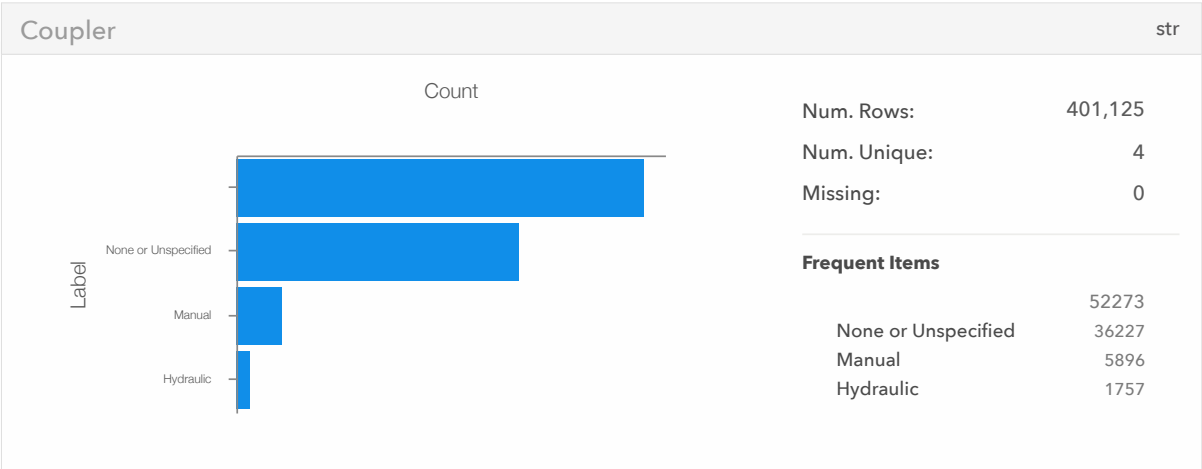 Coupler str
Count
Label
None or Unspecified
Manual
Hydraulic
Num. Rows: 401,125
Num. Unique: 4
Missing: 0
Frequent Items
52273
None or Unspecified 36227
Manual 5896
Hydraulic 1757